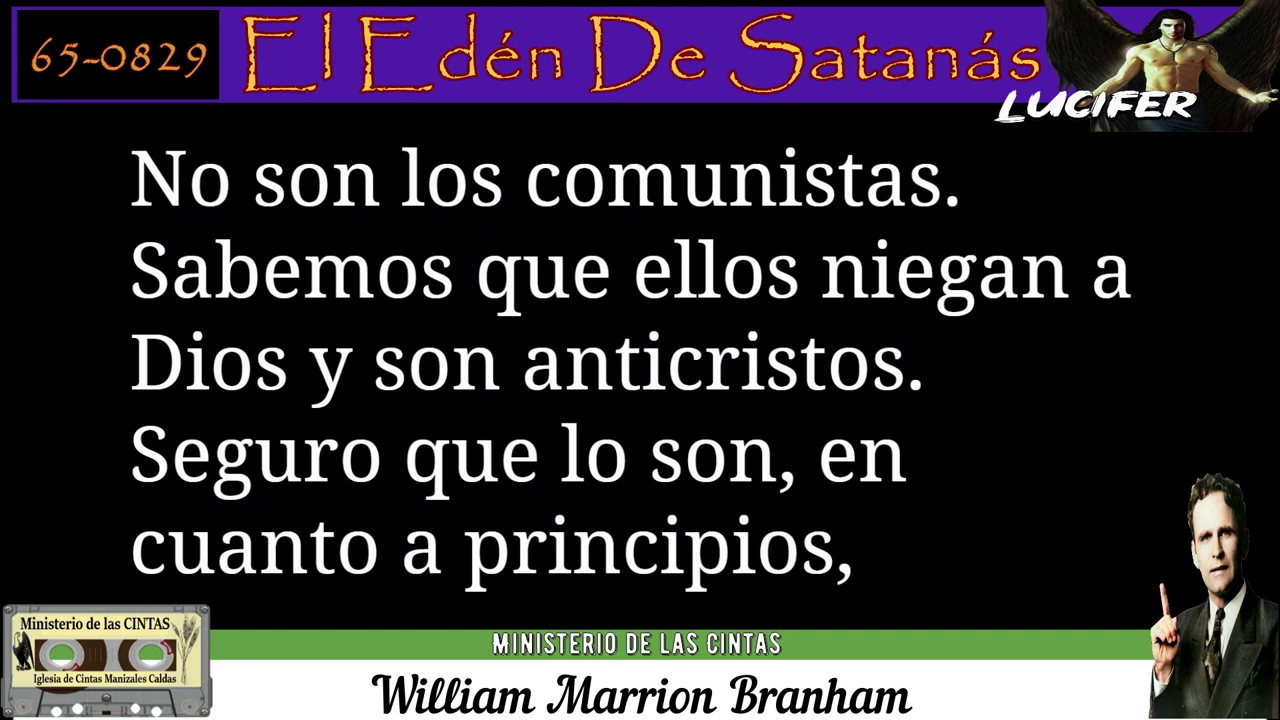 65-0829
El Edén De Satanás
LUCIFER
No son los comunistas.
Sabemos que ellos niegan a
Dios y son anticristos.
Seguro que lo son, en
cuanto a principios,
Ministerio de las CINTAS
Iglesia de Cintas Manizales Caldas
MINISTERIO DE LAS CINTAS
William Marrion Branham